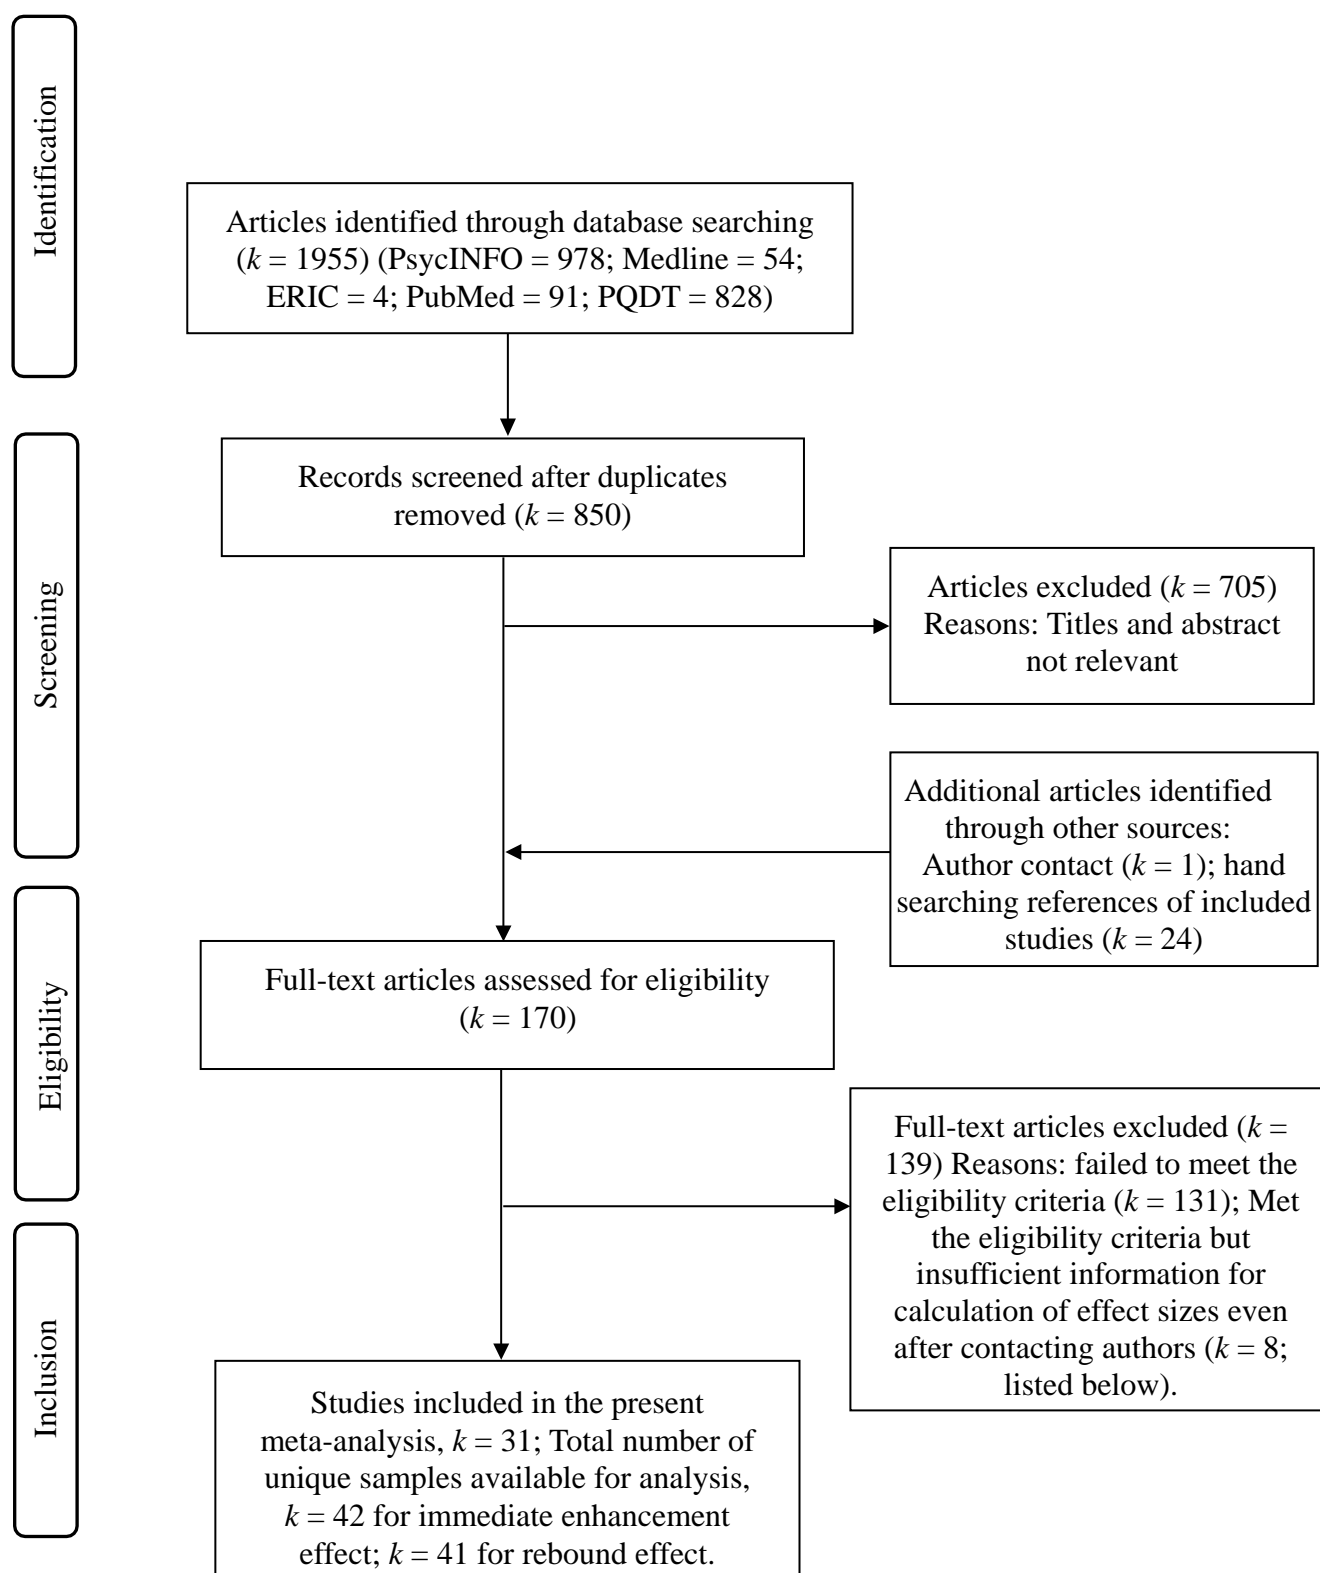 Identification
Articles identified through database searching
(k = 1955) (PsycINFO = 978; Medline = 54;
ERIC = 4; PubMed = 91; PQDT = 828)
Screening
Records screened after duplicates
removed (k = 850)
Articles excluded (k = 705)
Reasons: Titles and abstract
not relevant
Additional articles identified
through other sources:
Author contact (k = 1); hand
searching references of included
studies (k = 24)
Eligibility
Full-text articles assessed for eligibility
(k = 170)
Full-text articles excluded (k =
139) Reasons: failed to meet the
eligibility criteria (k = 131); Met
the eligibility criteria but
insufficient information for
calculation of effect sizes even
after contacting authors (k = 8;
listed below).
Inclusion
Studies included in the present
meta-analysis, k = 31; Total number of
unique samples available for analysis,
k = 42 for immediate enhancement
effect; k = 41 for rebound effect.